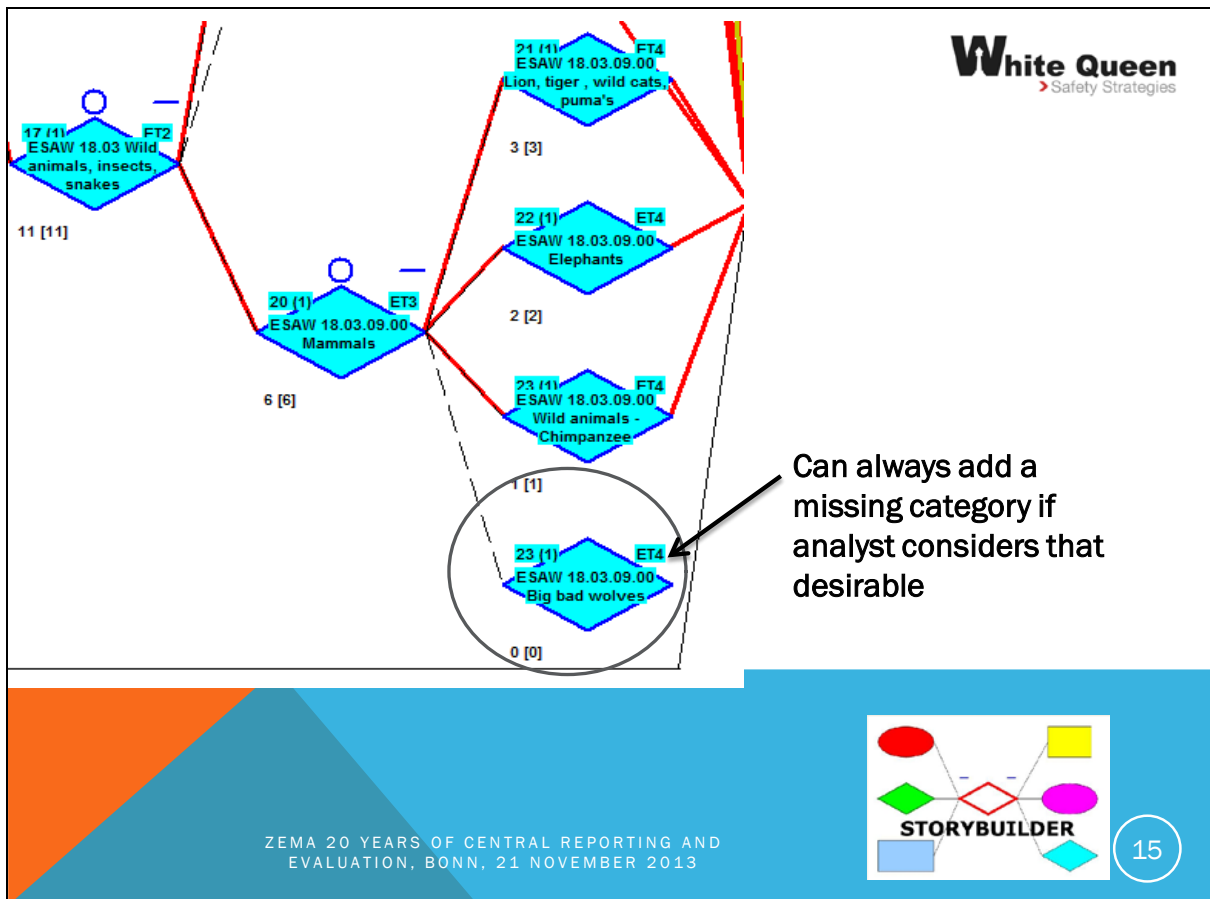 White Queen
Safety Strategies
21 (1) ET4
ESAW 18.03.09.00
Lion, tiger , wild cats,
puma's
3 [3]
17 (1) ET2
ESAW 18.03 Wild
animals, insects,
snakes
11 [11]
22 (1) ET4
ESAW 18.03.09.00
Elephants
2 [2]
20 (1) ET3
ESAW 18.03.09.00
Mammals
6 [6]
23 (1) ET4
ESAW 18.03.09.00
Wild animals -
Chimpanzee
1 [1]
23 (1) ET4
ESAW 18.03.09.00
Big bad wolves
0 [0]
Can always add a
missing category if
analyst considers that
desirable
STORYBUILDER
ZEMA 20 YEARS OF CENTRAL REPORTING AND
EVALUATION, BONN, 21 NOVEMBER 2013
15